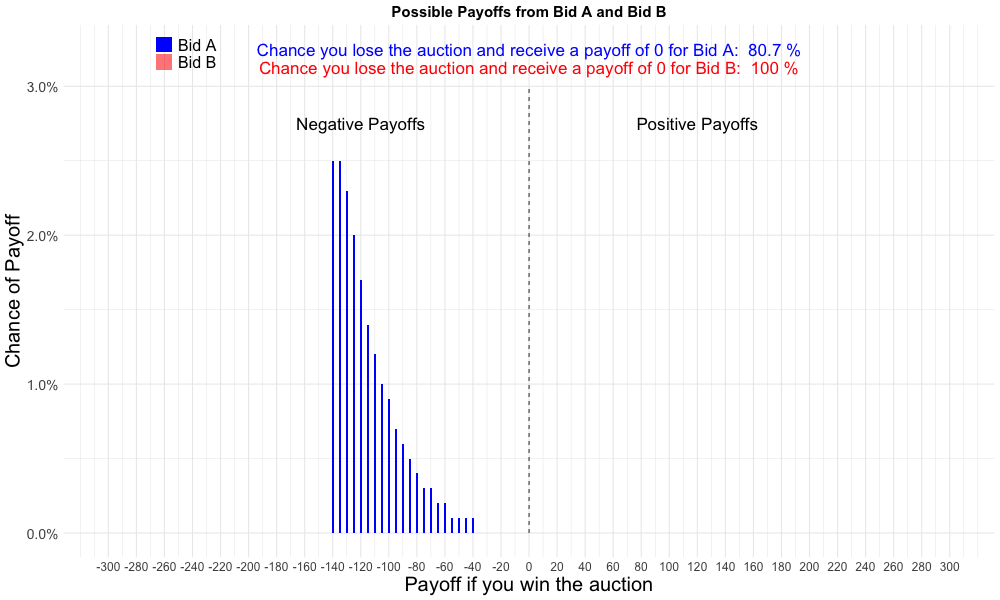 Possible Payoffs from Bid A and Bid B
Bid A
Bid B
Chance you lose the auction and receive a payoff of 0 for Bid A:  80.7 %
Chance you lose the auction and receive a payoff of 0 for Bid B:  100 %
Negative Payoffs
Positive Payoffs
Chance of Payoff
3.0%
2.0%
1.0%
0.0%
-300 -280 -260 -240 -220 -200 -180 -160 -140 -120 -100 -80 -60 -40 -20 0 20 40 60 80 100 120 140 160 180 200 220 240 260 280 300
Payoff if you win the auction